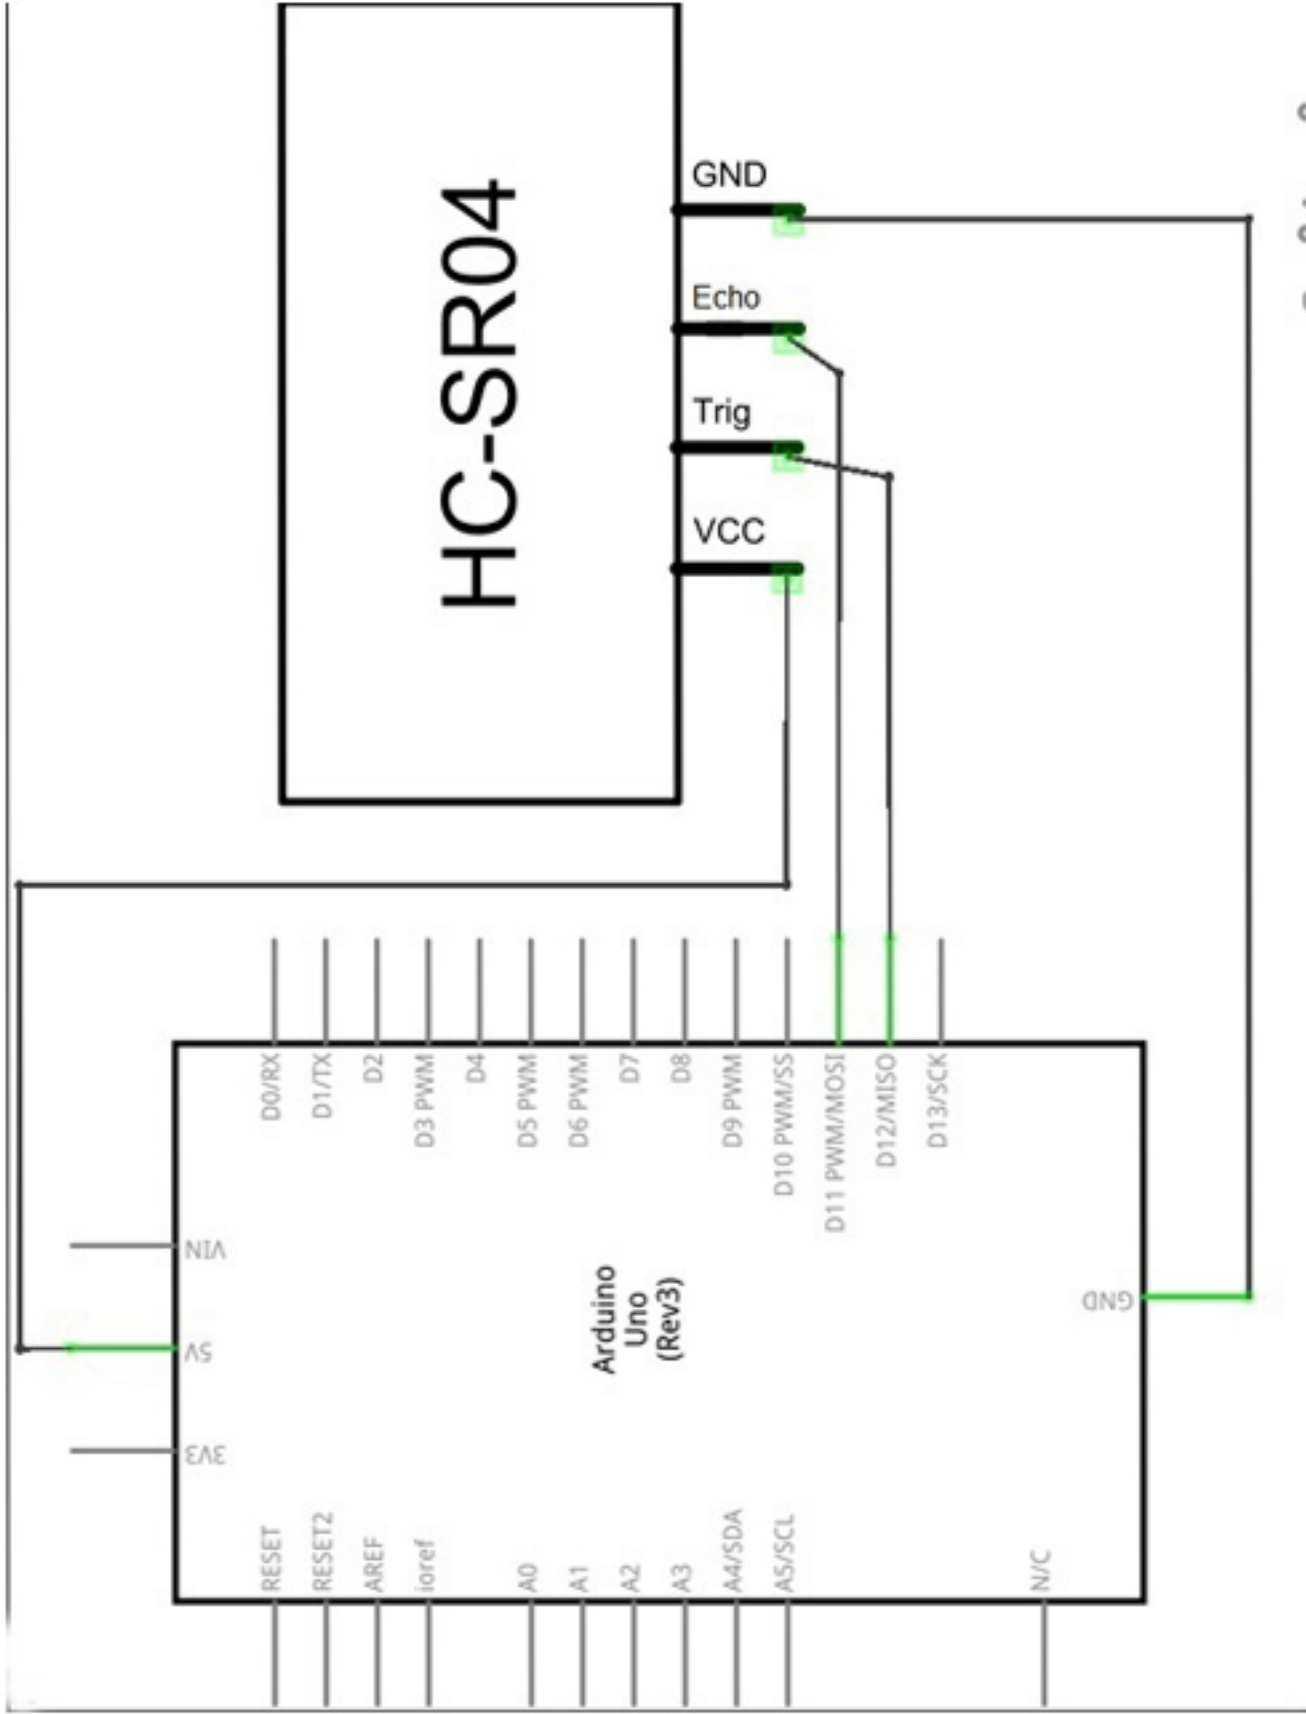 HC-SR04
GND
Echo
Trig
VCC
D0/RX
D1/TX
D2
D3 PWM
D4
D5 PWM
D6 PWM
D7
D8
D9 PWM
D10 PWM/SS
D11 PWM/MOSI
D12/MISO
D13/SCK
VIN
5V
3V3
Arduino
Uno
(Rev3)
GND
RESET
RESET2
AREF
ioref
A0
A1
A2
A3
A4/SDA
A5/SCL
N/C